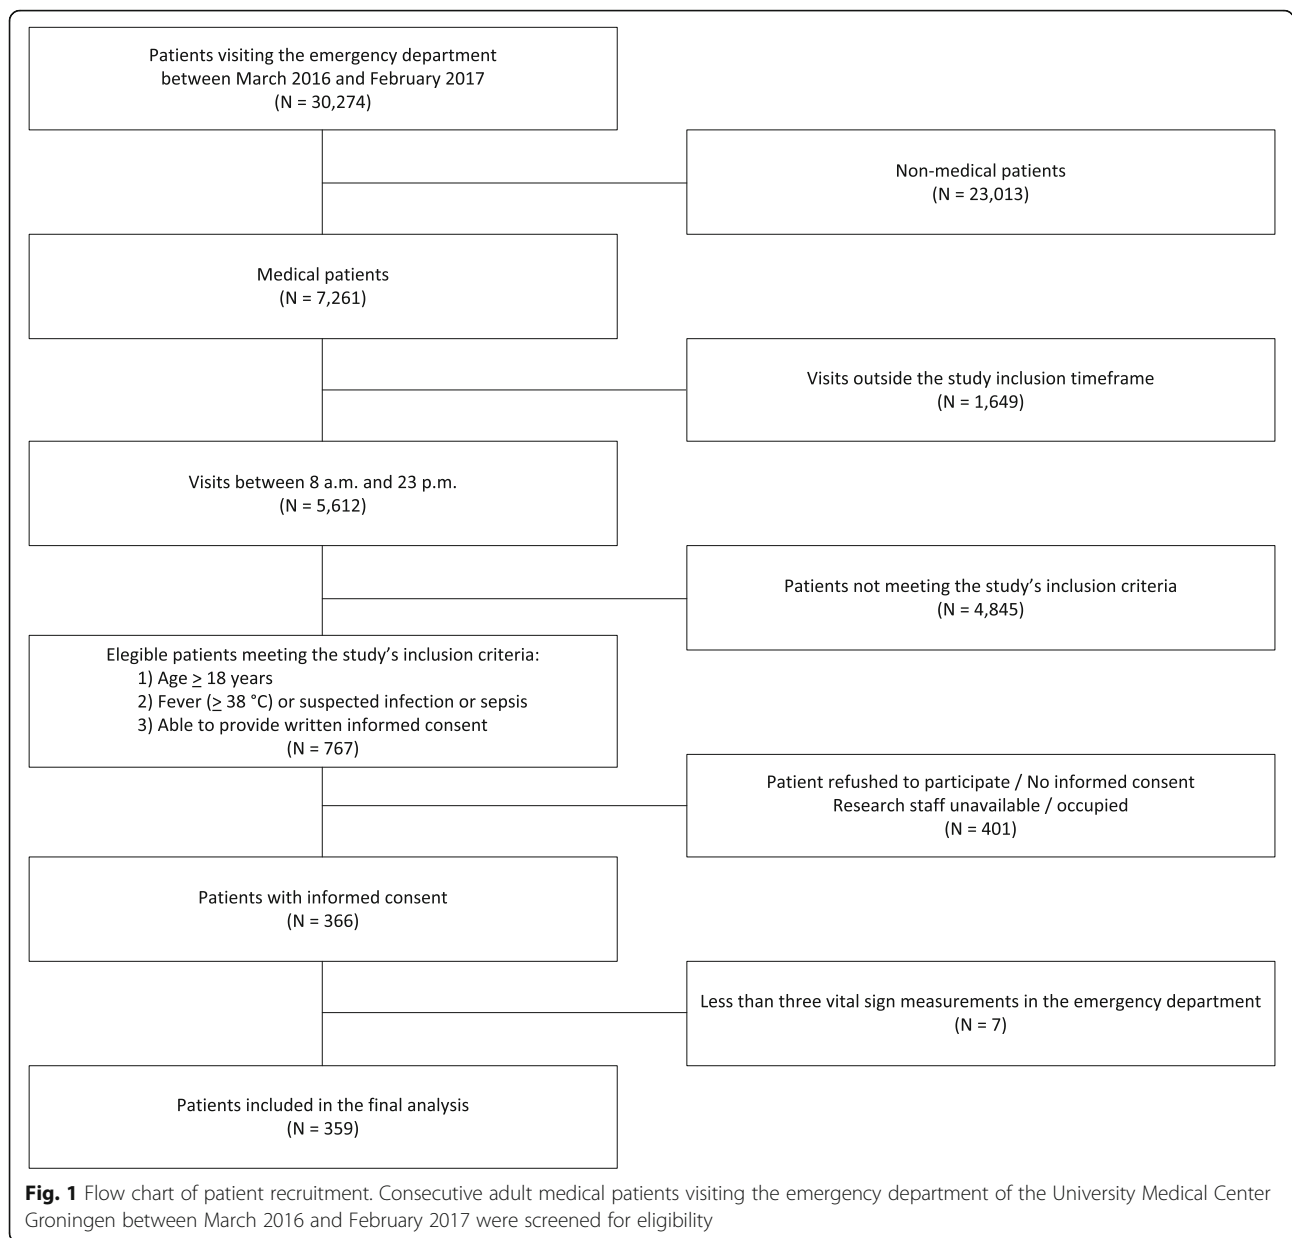 Patients visiting the emergency department
between March 2016 and February 2017
(N = 30,274)
Non-medical patients
(N = 23,013)
Medical patients
(N = 7,261)
Visits outside the study inclusion timeframe
(N = 1,649)
Visits between 8 a.m. and 23 p.m.
(N = 5,612)
Patients not meeting the study’s inclusion criteria
(N = 4,845)
Elegible patients meeting the study’s inclusion criteria:
1) Age ≥ 18 years
2) Fever (≥ 38 °C) or suspected infection or sepsis
3) Able to provide written informed consent
(N = 767)
Patient refushed to participate / No informed consent
Research staff unavailable / occupied
(N = 401)
Patients with informed consent
(N = 366)
Less than three vital sign measurements in the emergency department
(N = 7)
Patients included in the final analysis
(N = 359)
Fig. 1 Flow chart of patient recruitment. Consecutive adult medical patients visiting the emergency department of the University Medical Center
Groningen between March 2016 and February 2017 were screened for eligibility